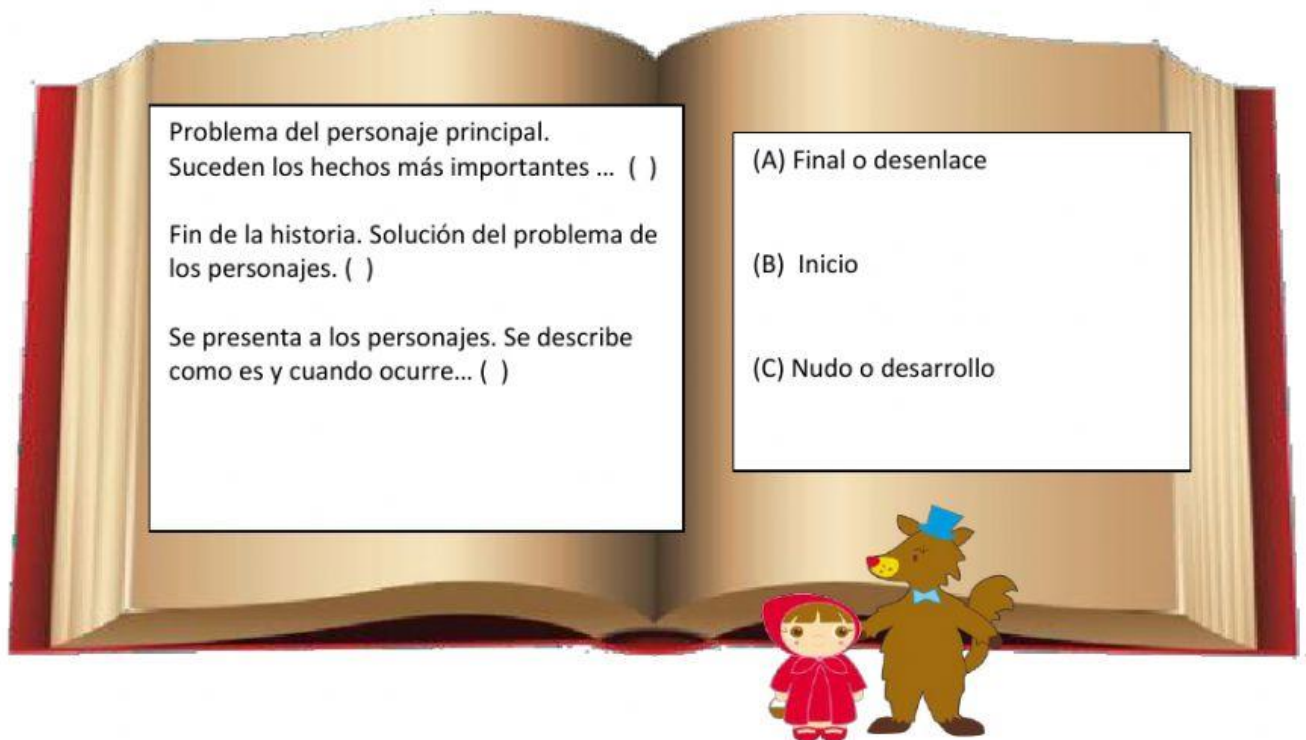 Problema del personaje principal.
Suceden los hechos más importantes ... ( )
Fin de la historia. Solución del problema de
los personajes. ( )
Se presenta a los personajes. Se describe
como es y cuando ocurre... ( )
(A) Final o desenlace
(B) Inicio
(C) Nudo o desarrollo